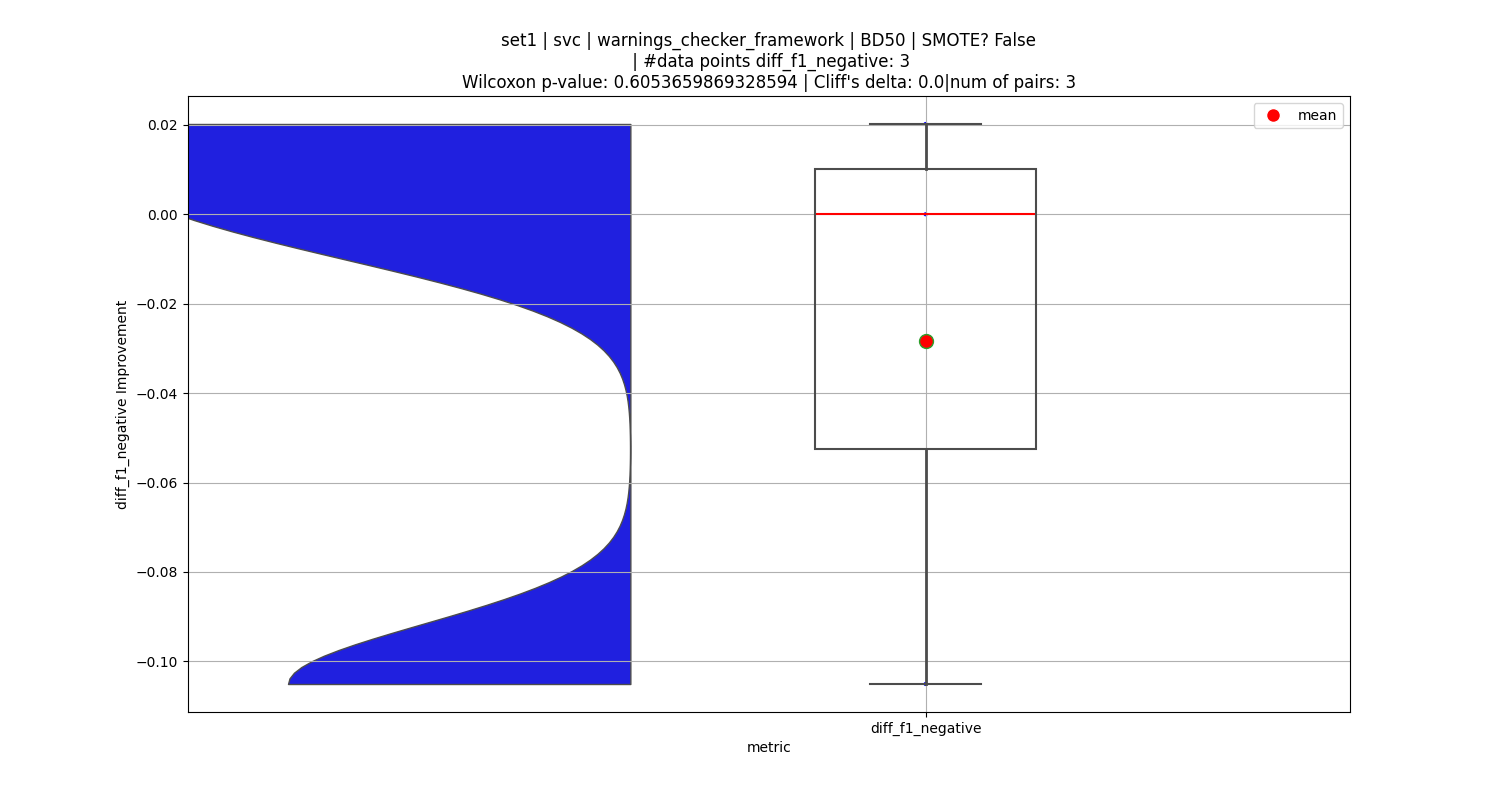 set1 | svc | warnings_checker_framework | BD50 | SMOTE? False
| #data points diff_f1_negative: 3
Wilcoxon p-value: 0.6053659869328594 | Cliff's delta: 0.0|num of pairs: 3
mean
0.02
0.00
−0.02
−0.04
−0.06
−0.08
−0.10
diff_f1_negative Improvement
diff_f1_negative
metric